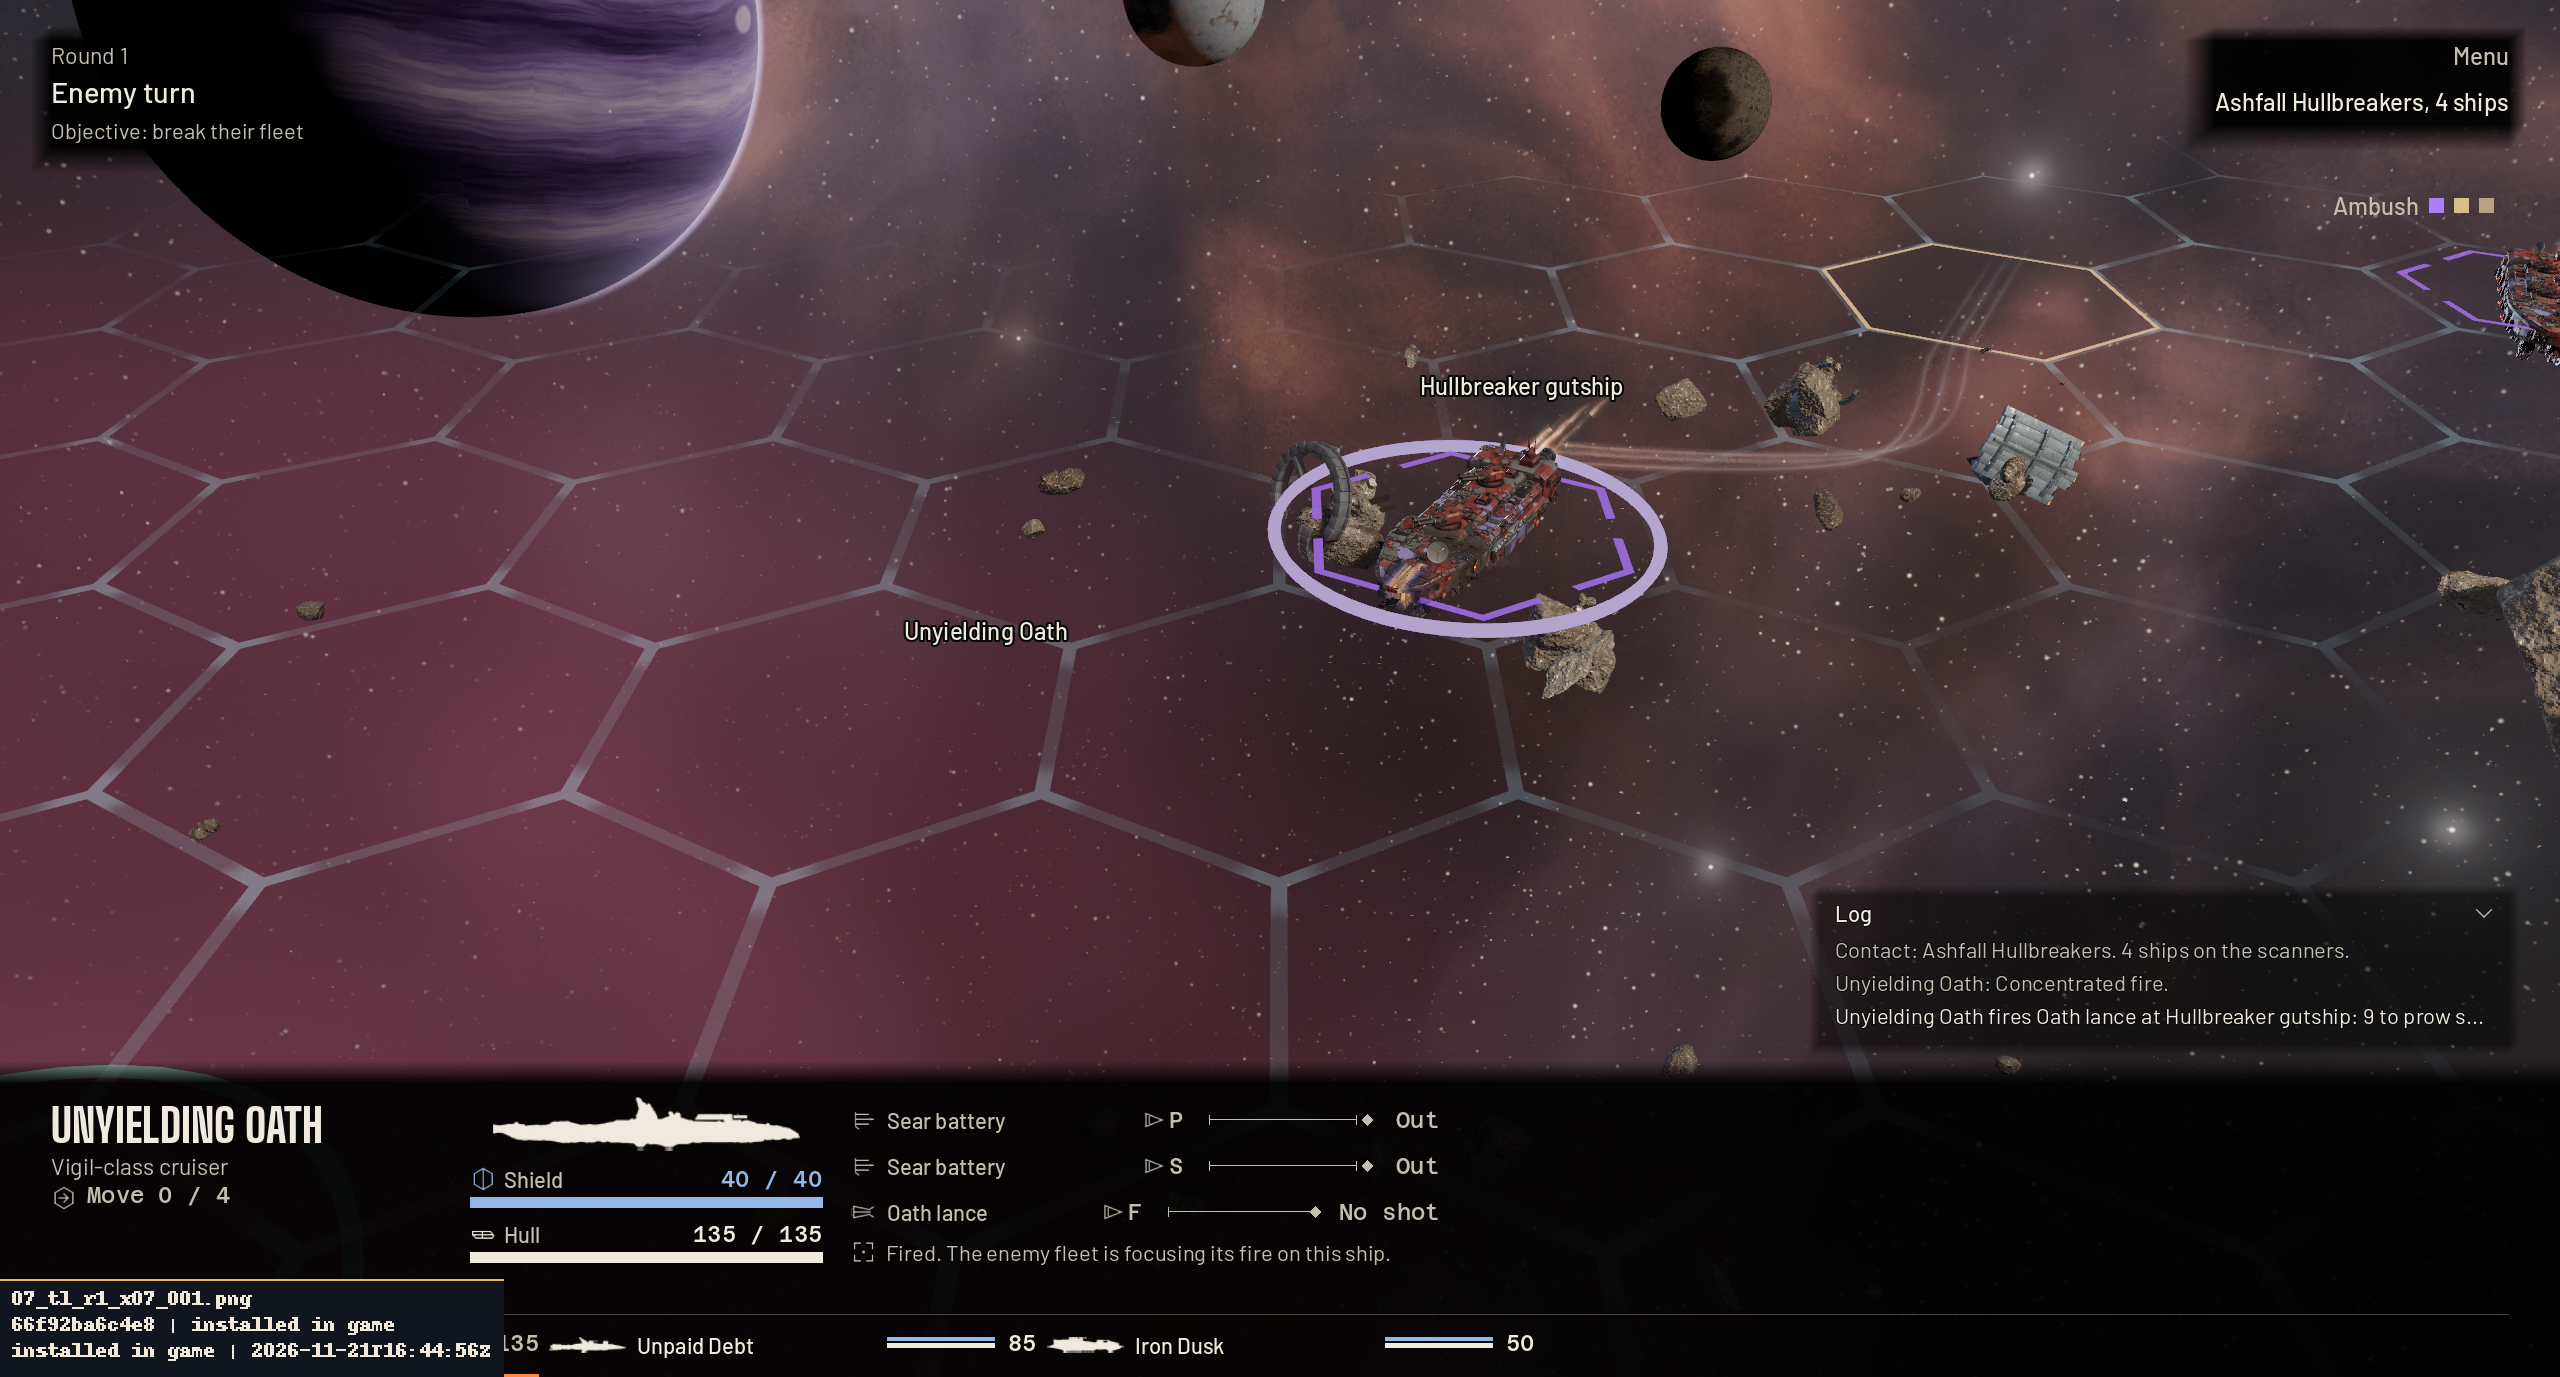 Round 1
Enemy turn
Objective: break their fleet
Menu
Ashfall Hullbreakers, 4 ships
Ambush
Hullbreaker gutship
Unyielding Oath
Log
Contact: Ashfall Hullbreakers. 4 ships on the scanners.
Unyielding Oath: Concentrated fire.
Unyielding Oath fires Oath lance at Hullbreaker gutship: 9 to prow s...
UNYIELDING OATH
Vigil-class cruiser
Move 0 / 4
Shield 40 / 40
Hull 135 / 135
Sear battery P Out
Sear battery S Out
Oath lance F No shot
Fired. The enemy fleet is focusing its fire on this ship.
07_tl_r1_x07_001.png
66f92ba6c4e8 | installed in game
installed in game | 2026-11-21r16:44:56z
135 Unpaid Debt 85 Iron Dusk 50